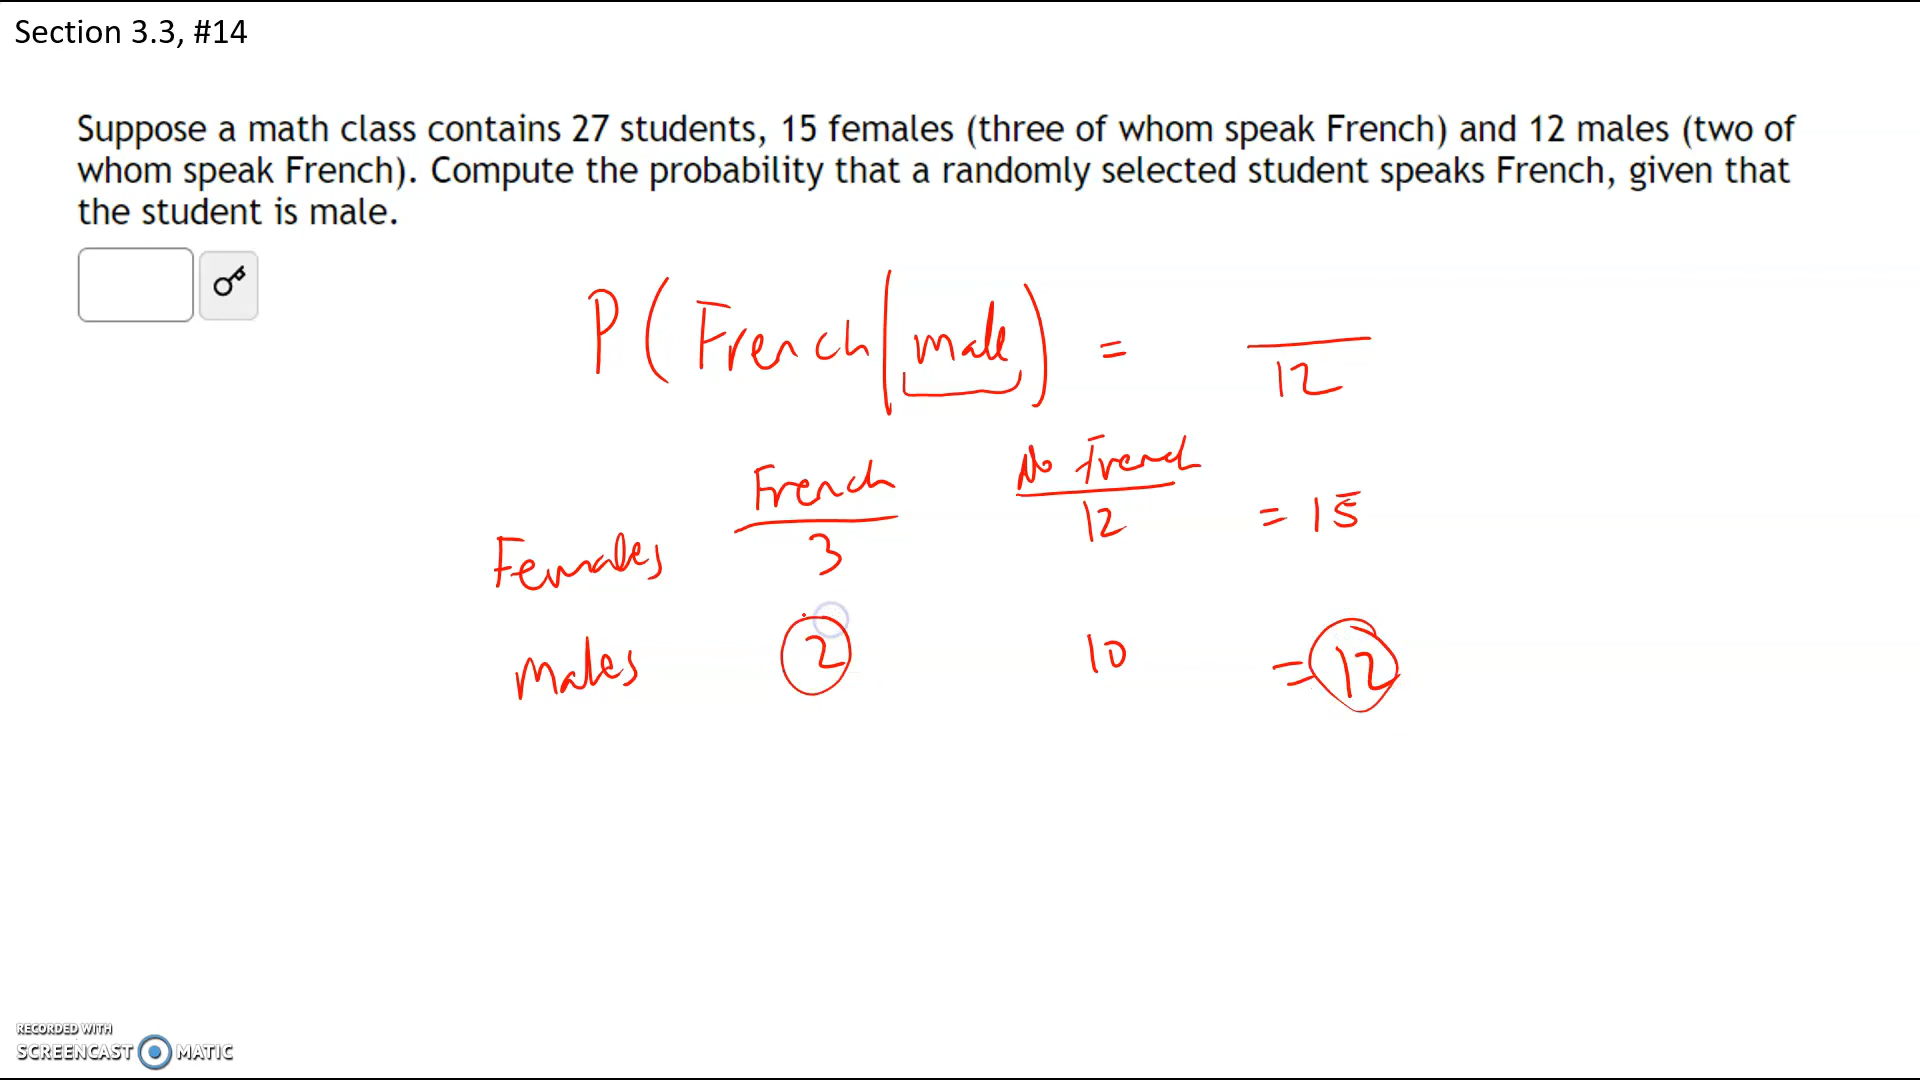 Section 3.3, #14
Suppose a math class contains 27 students, 15 females (three of whom speak French) and 12 males (two of
whom speak French). Compute the probability that a randomly selected student speaks French, given that
the student is male.
P(French|male) = 
12
French No French
Females 3 12 = 15
Males 2 10 = 12
RECORDED WITH
SCREENCAST MATIC